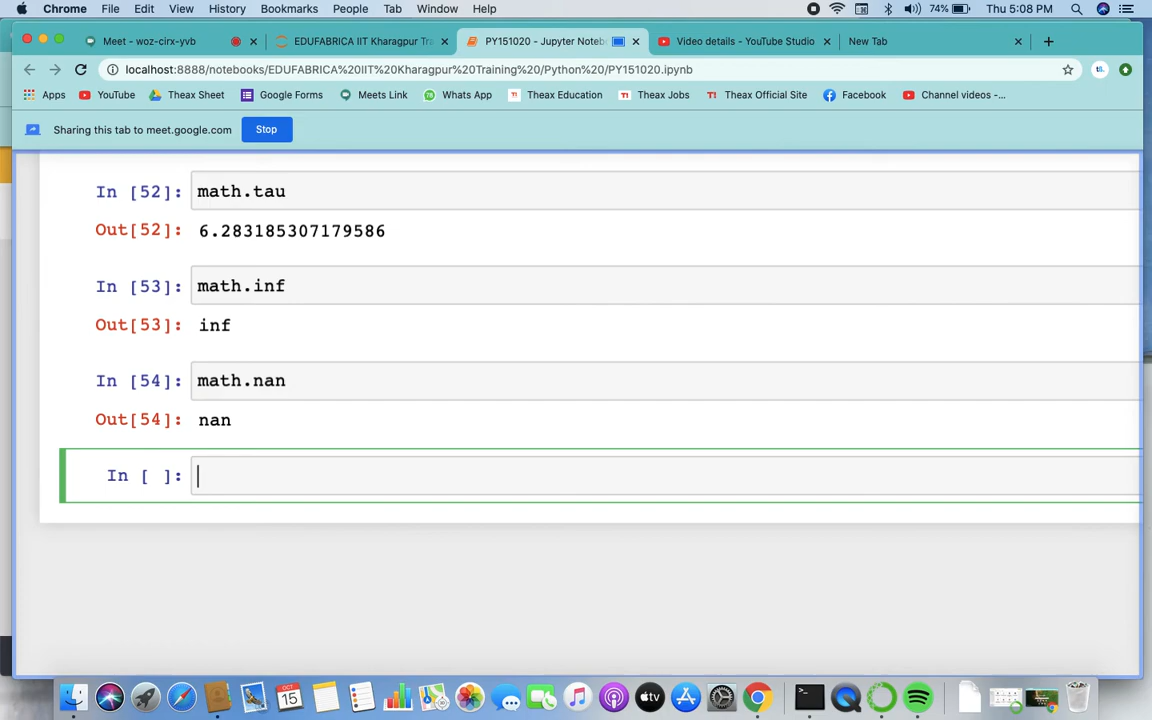 Chrome File Edit View History Bookmarks People Tab Window Help 74% Thu 5:08 PM
Meet - woz-cirx-yvb EDUFABRICA IIT Kharagpur Tra PY151020 - Jupyter Noteb Video details - YouTube Studio New Tab
localhost:8888/notebooks/EDUFABRICA%20IIT%20Kharagpur%20Training%20/Python%20/PY151020.ipynb
Apps YouTube Theax Sheet Google Forms Meets Link Whats App Theax Education Theax Jobs Theax Official Site Facebook Channel videos -...
Sharing this tab to meet.google.com Stop
In [52]: math.tau
Out[52]: 6.283185307179586
In [53]: math.inf
Out[53]: inf
In [54]: math.nan
Out[54]: nan
In [ ]: